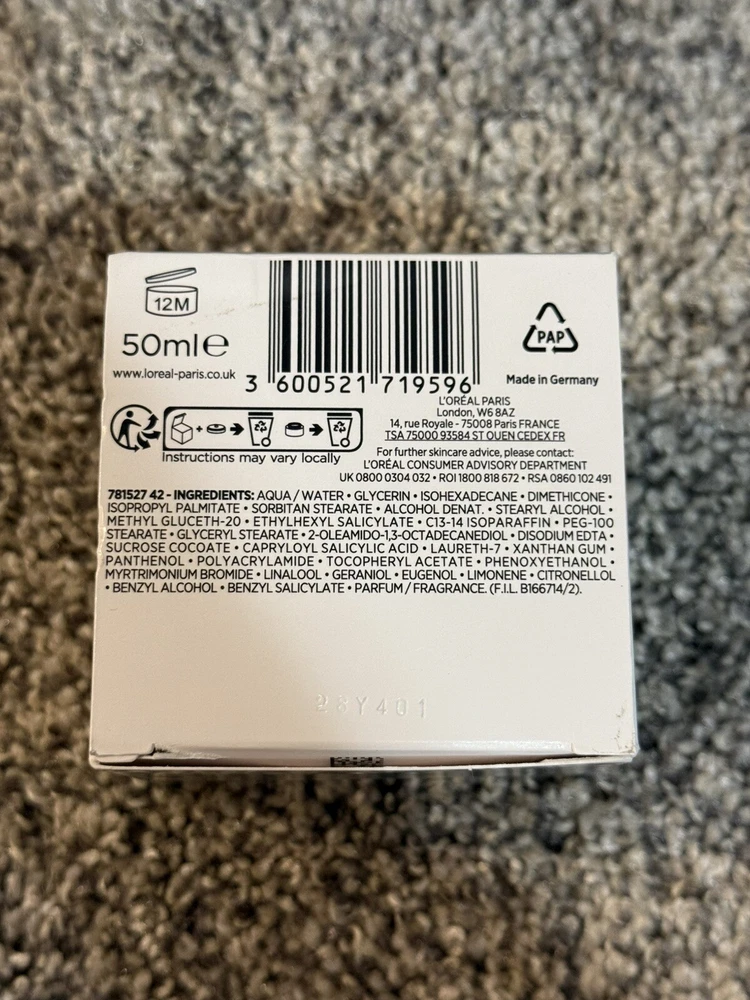 12M
50ml℮
www.loreal-paris.co.uk
3 600521 719596
PAP
Made in Germany
L'ORÉAL PARIS
London, W6 8AZ
14, rue Royale - 75008 Paris FRANCE
TSA 75000 93584 ST OUEN CEDEX FR
Instructions may vary locally
For further skincare advice, please contact:
L'ORÉAL CONSUMER ADVISORY DEPARTMENT
UK 0800 0304 032 • ROI 1800 818 672 • RSA 0860 102 491
781527 42 - INGREDIENTS: AQUA / WATER • GLYCERIN • ISOHEXADECANE • DIMETHICONE •
ISOPROPYL PALMITATE • SORBITAN STEARATE • ALCOHOL DENAT. • STEARYL ALCOHOL •
METHYL GLUCETH-20 • ETHYLHEXYL SALICYLATE • C13-14 ISOPARAFFIN • PEG-100
STEARATE • GLYCERYL STEARATE • 2-OLEAMIDO-1,3-OCTADECANEDIOL • DISODIUM EDTA •
SUCROSE COCOATE • CAPRYLOYL SALICYLIC ACID • LAURETH-7 • XANTHAN GUM •
PANTHENOL • POLYACRYLAMIDE • TOCOPHERYL ACETATE • PHENOXYETHANOL •
MYRTRIMONIUM BROMIDE • LINALOOL • GERANIOL • EUGENOL • LIMONENE • CITRONELLOL
• BENZYL ALCOHOL • BENZYL SALICYLATE • PARFUM / FRAGRANCE. (F.I.L. B166714/2).